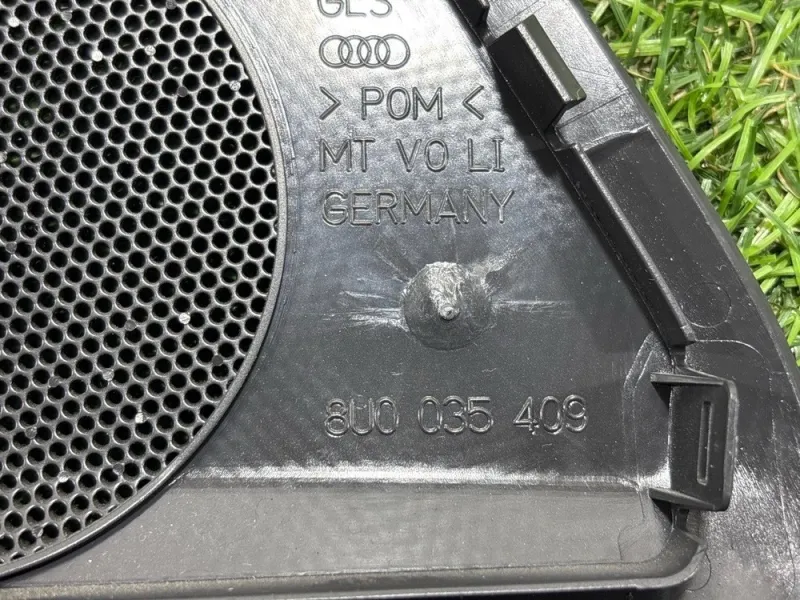 > POM <
MT VO LI
GERMANY
8U0 035 409